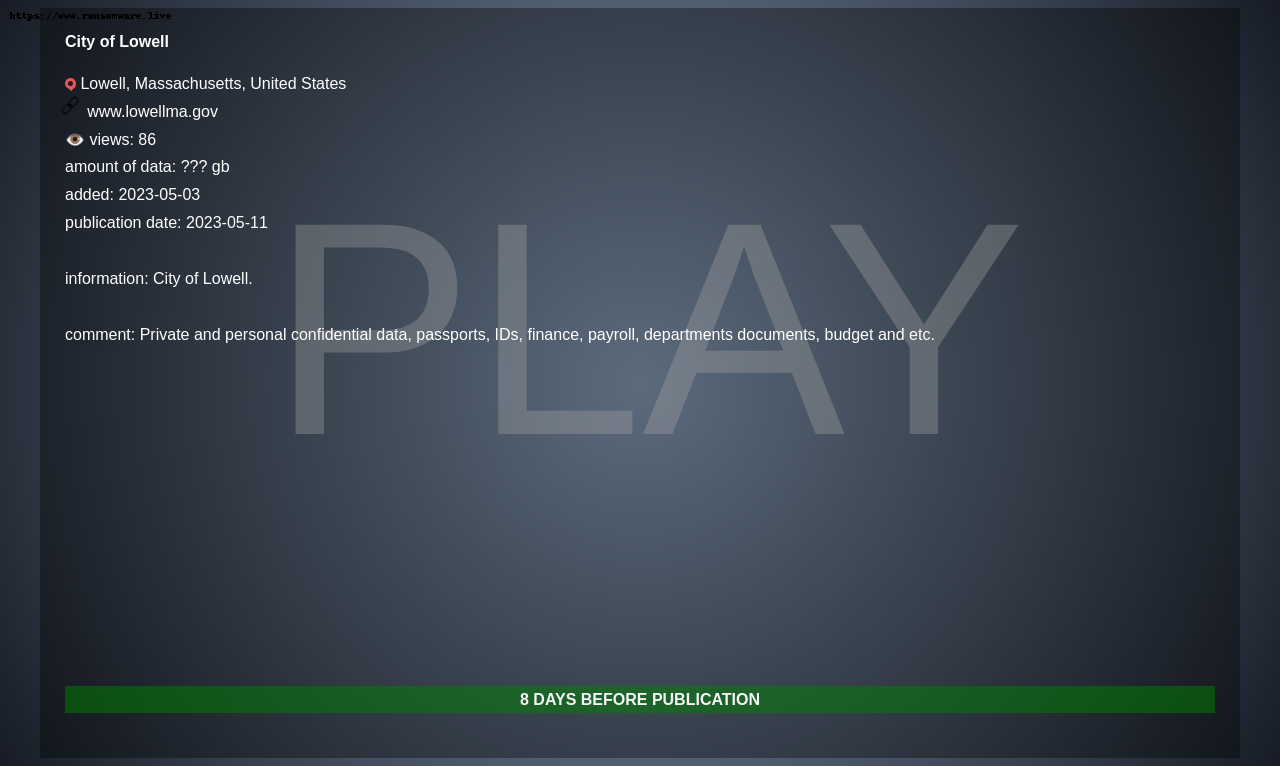 https://www.ransomware.live
City of Lowell
Lowell, Massachusetts, United States
www.lowellma.gov
views: 86
amount of data: ??? gb
added: 2023-05-03
publication date: 2023-05-11
information: City of Lowell.
comment: Private and personal confidential data, passports, IDs, finance, payroll, departments documents, budget and etc.
PLAY
8 DAYS BEFORE PUBLICATION